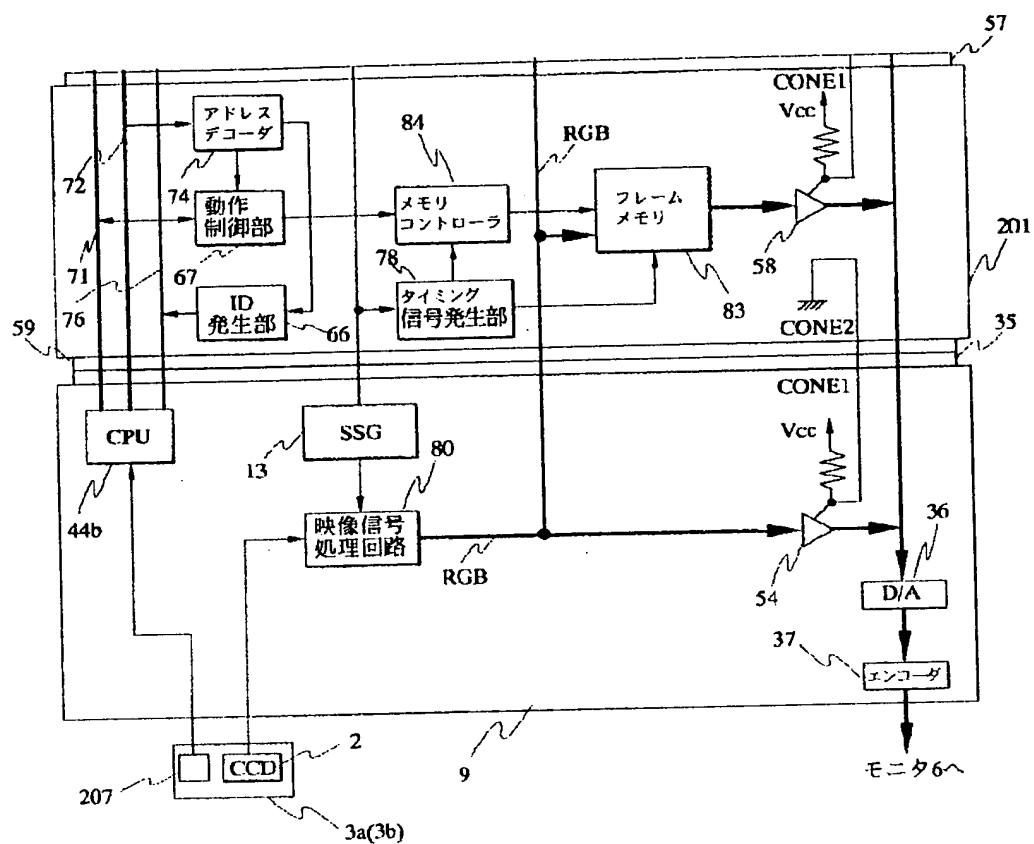 57
CONE1
Vcc
アドレス
デコーダ
84
RGB
72
74
メモリ
コントローラ
フレーム
メモリ
動作
制御部
58
201
71
67
78
タイミング
信号発生部
83
76
ID
発生部
66
CONE2
59
35
CONE1
CPU
SSG
Vcc
13
80
44b
映像信号
処理回路
36
RGB
54
D/A
37
エンコーダ
2
CCD
9
モニタ6へ
207
3a(3b)